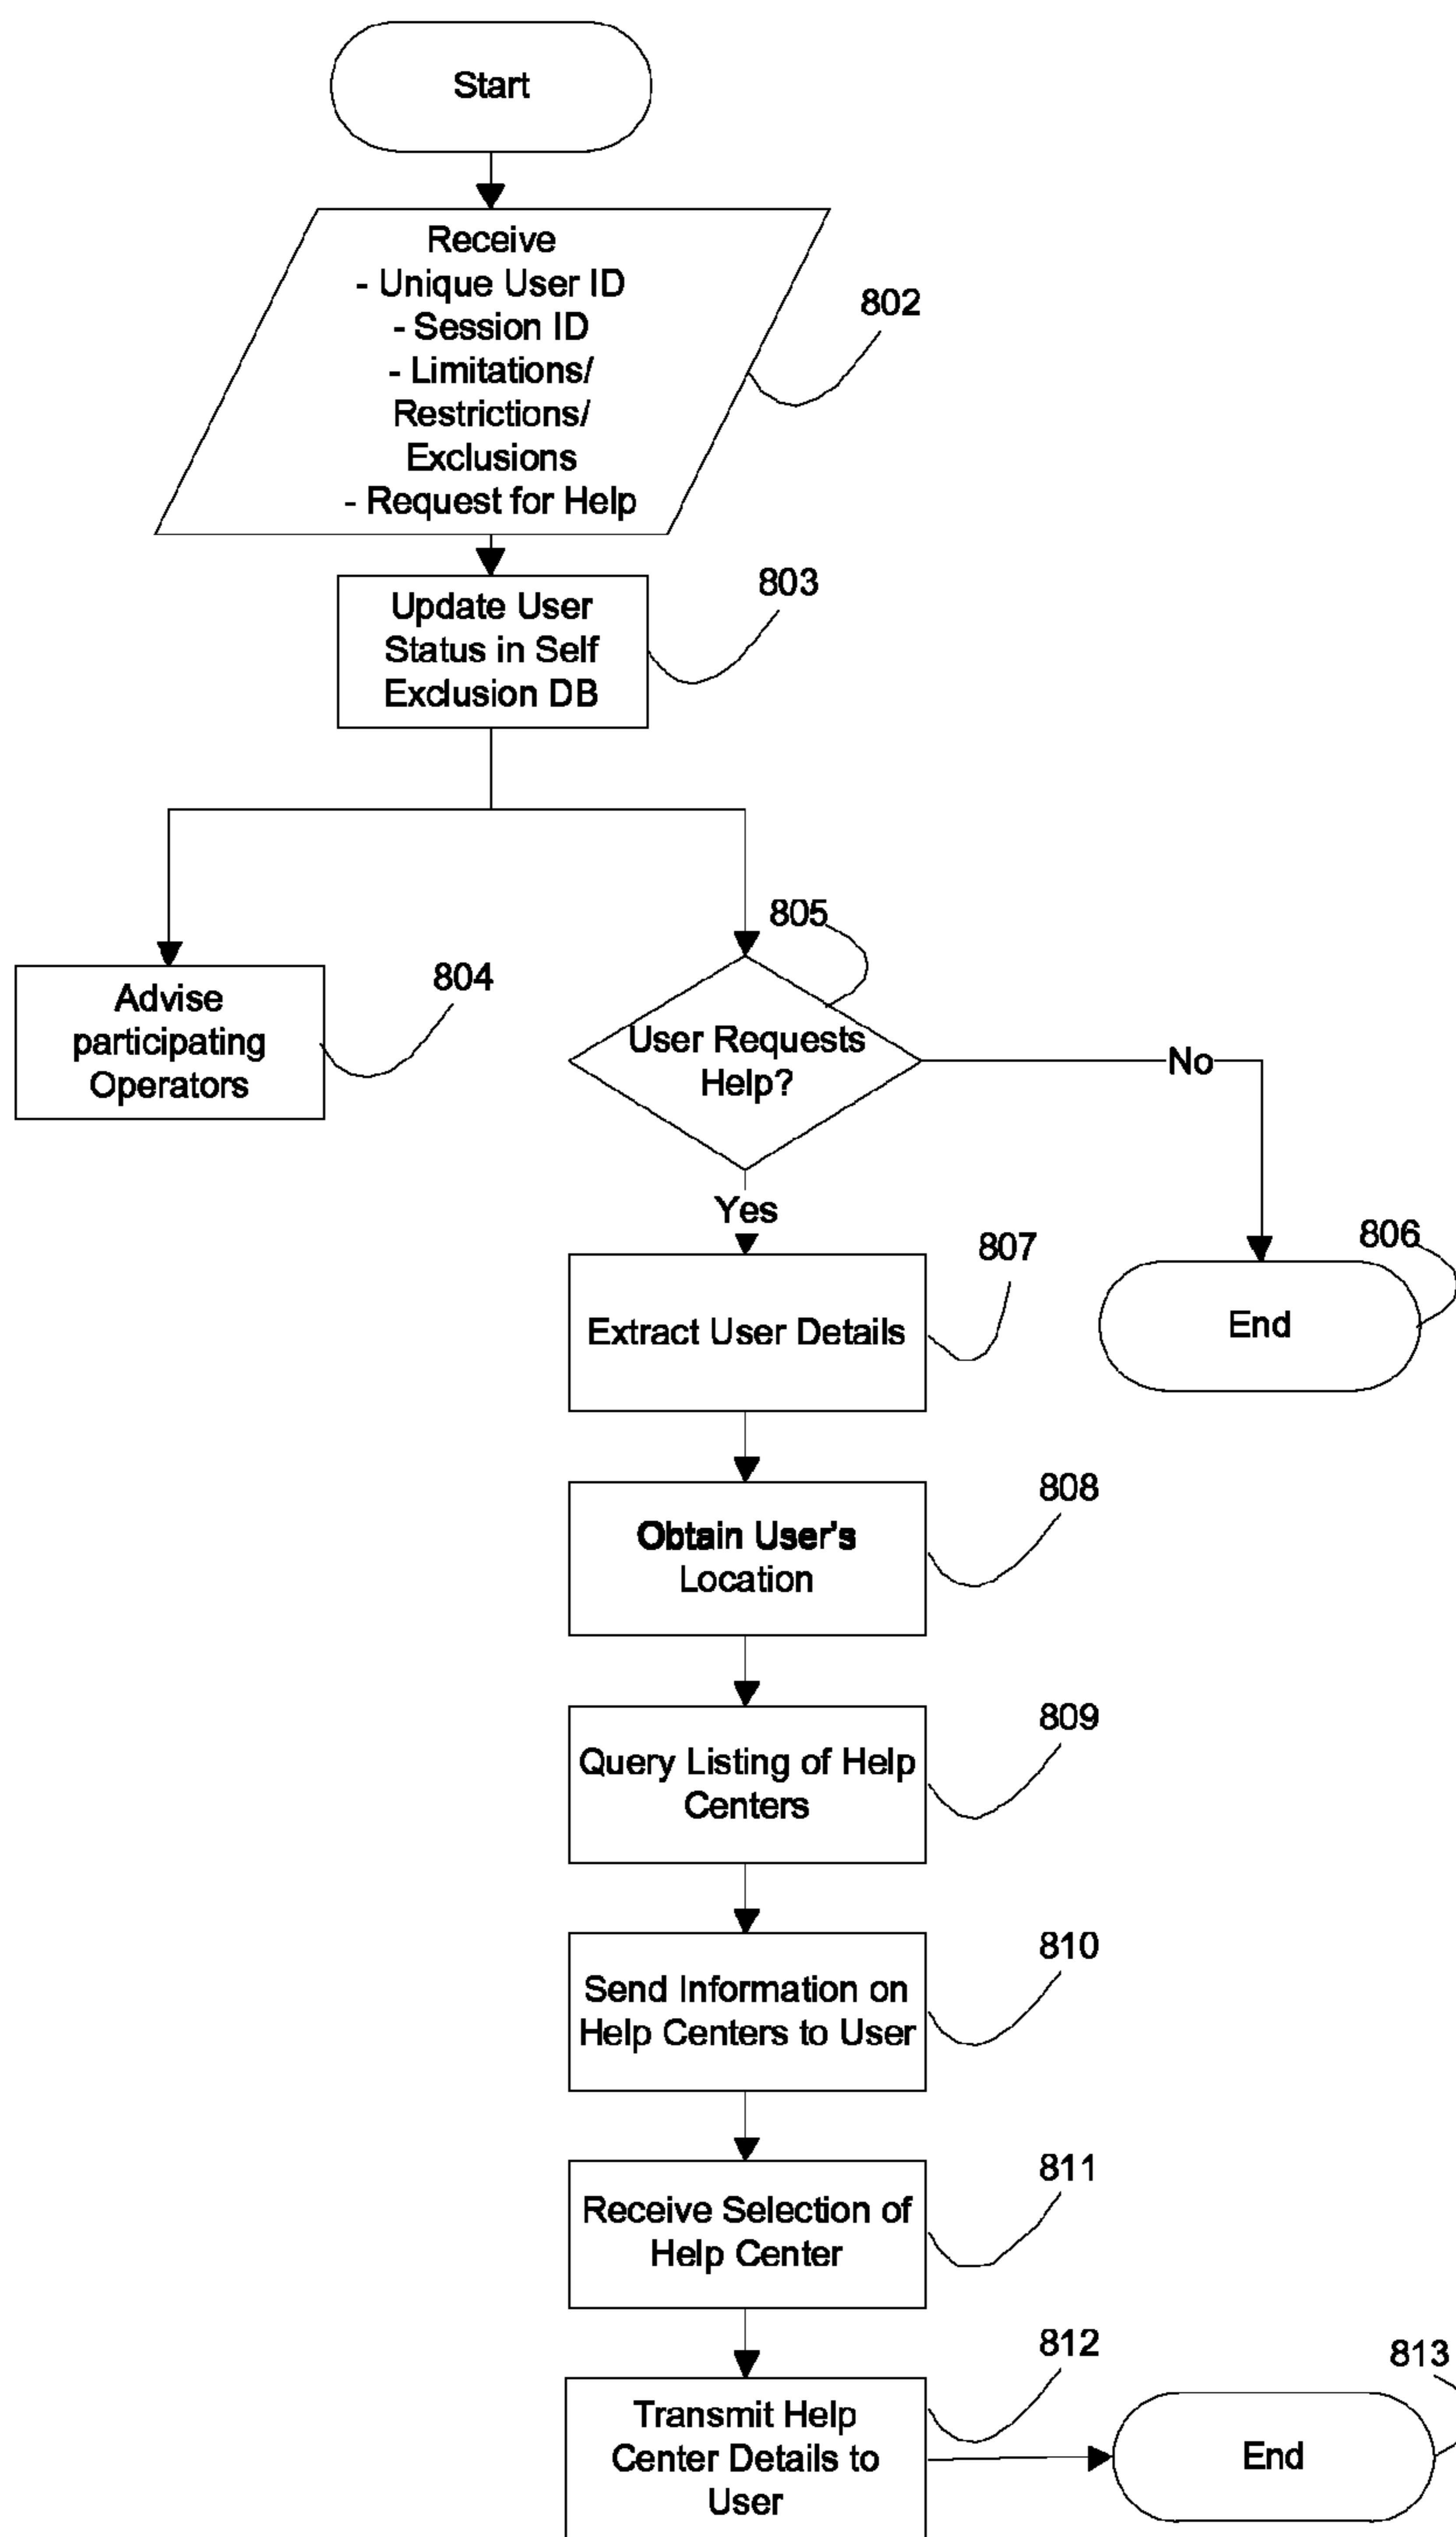 Start
Receive
- Unique User ID
- Session ID
- Limitations/
Restrictions/
Exclusions
- Request for Help
802
Update User
Status in Self
Exclusion DB
803
Advise
participating
Operators
804
805
User Requests
Help?
No
Yes
806
End
807
Extract User Details
808
Obtain User's
Location
809
Query Listing of Help
Centers
810
Send Information on
Help Centers to User
811
Receive Selection of
Help Center
812
Transmit Help
Center Details to
User
813
End